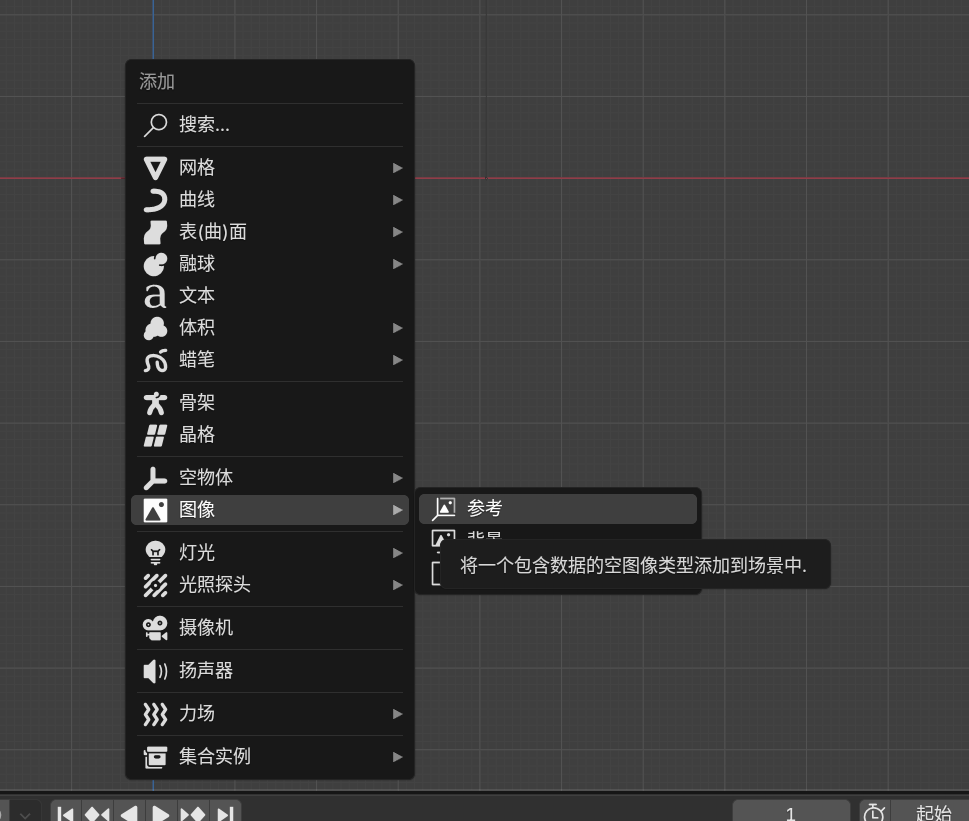 添加
搜索...
网格
曲线
表(曲)面
融球
文本
体积
蜡笔
骨架
晶格
空物体
图像
参考
将一个包含数据的空图像类型添加到场景中.
灯光
光照探头
摄像机
扬声器
力场
集合实例
1
起始